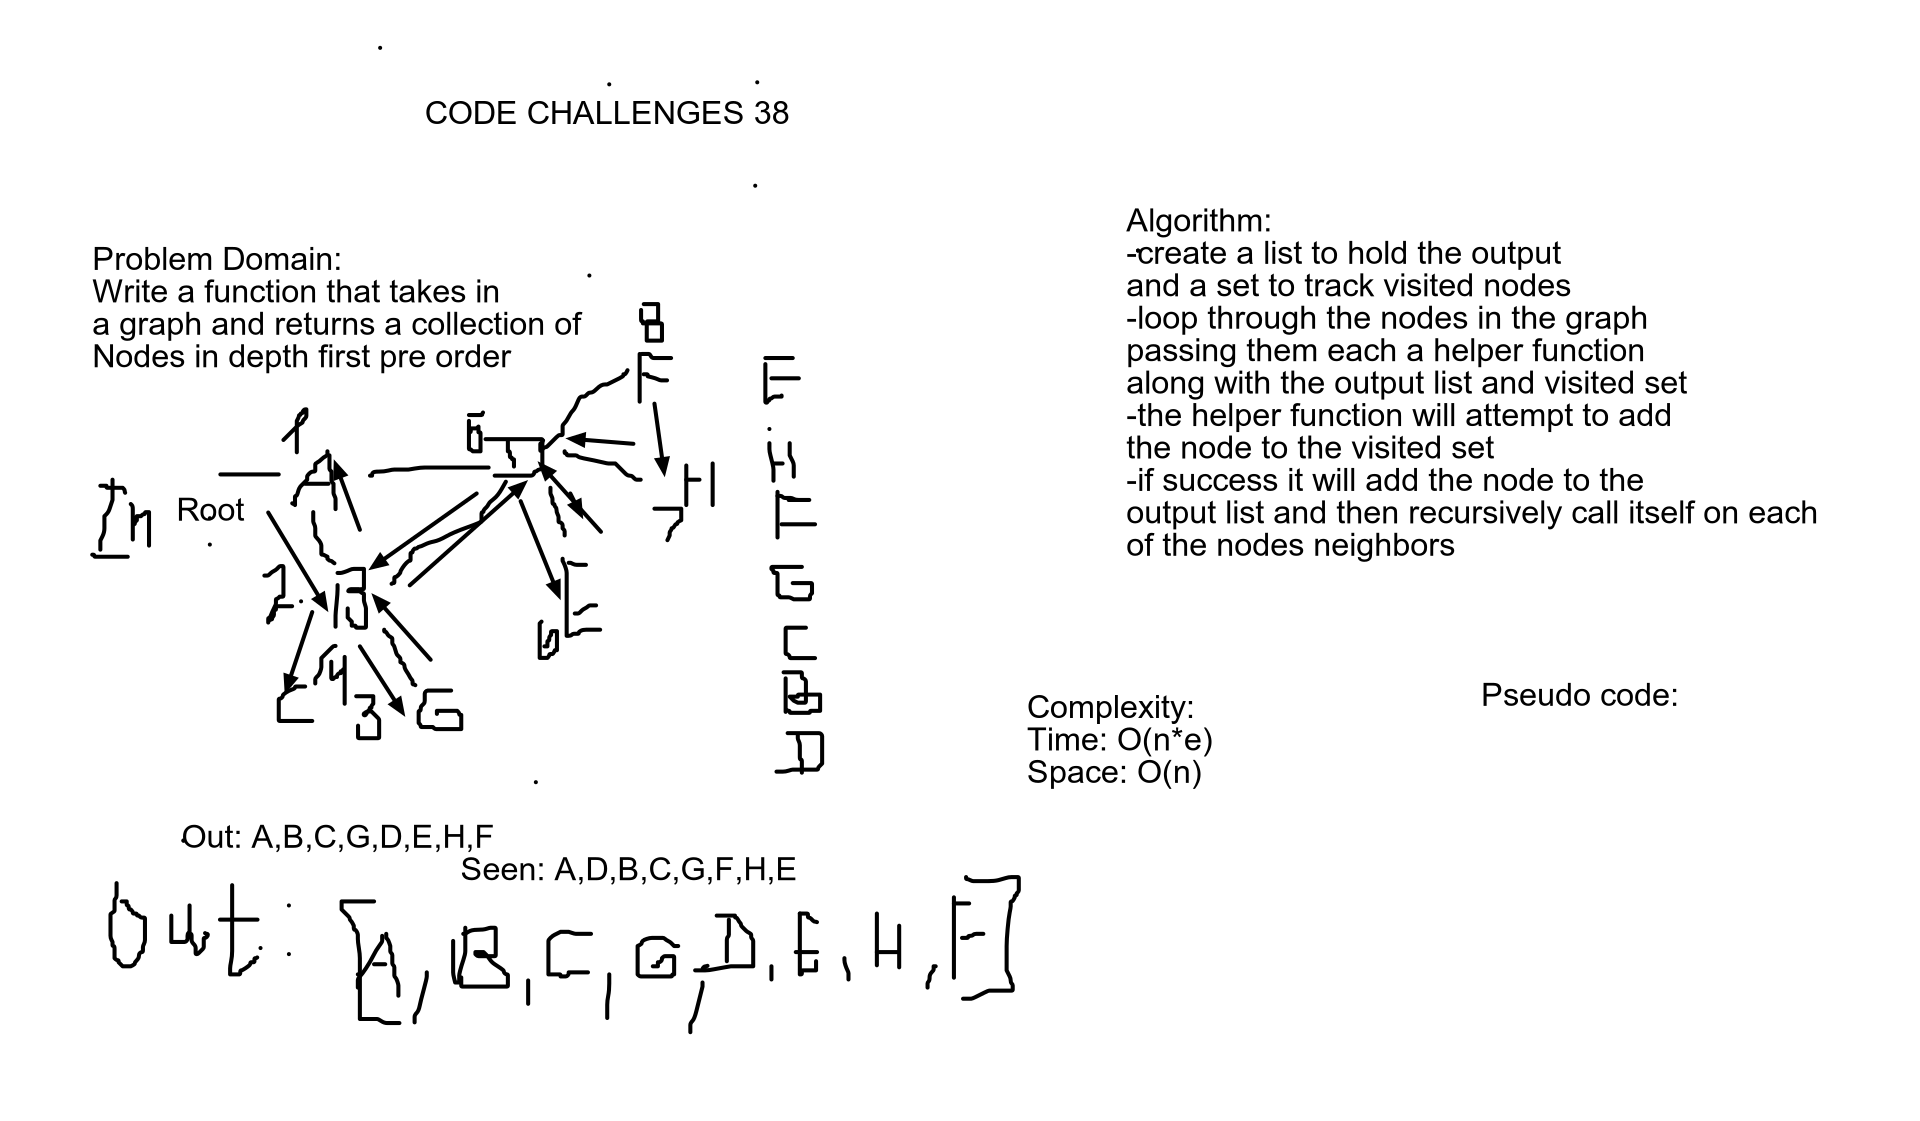 CODE CHALLENGES 38
Problem Domain:
Write a function that takes in
a graph and returns a collection of
Nodes in depth first pre order
8
F
1
5
D
A
H
7
In
Root
2
B
E
6
4
C
3
G
F
H
E
G
C
B
D
Out: A,B,C,G,D,E,H,F
Seen: A,D,B,C,G,F,H,E
Out: [A, B, C, G, D, E, H, F]
Algorithm:
-create a list to hold the output
and a set to track visited nodes
-loop through the nodes in the graph
passing them each a helper function
along with the output list and visited set
-the helper function will attempt to add
the node to the visited set
-if success it will add the node to the
output list and then recursively call itself on each
of the nodes neighbors
Complexity:
Time: O(n*e)
Space: O(n)
Pseudo code: